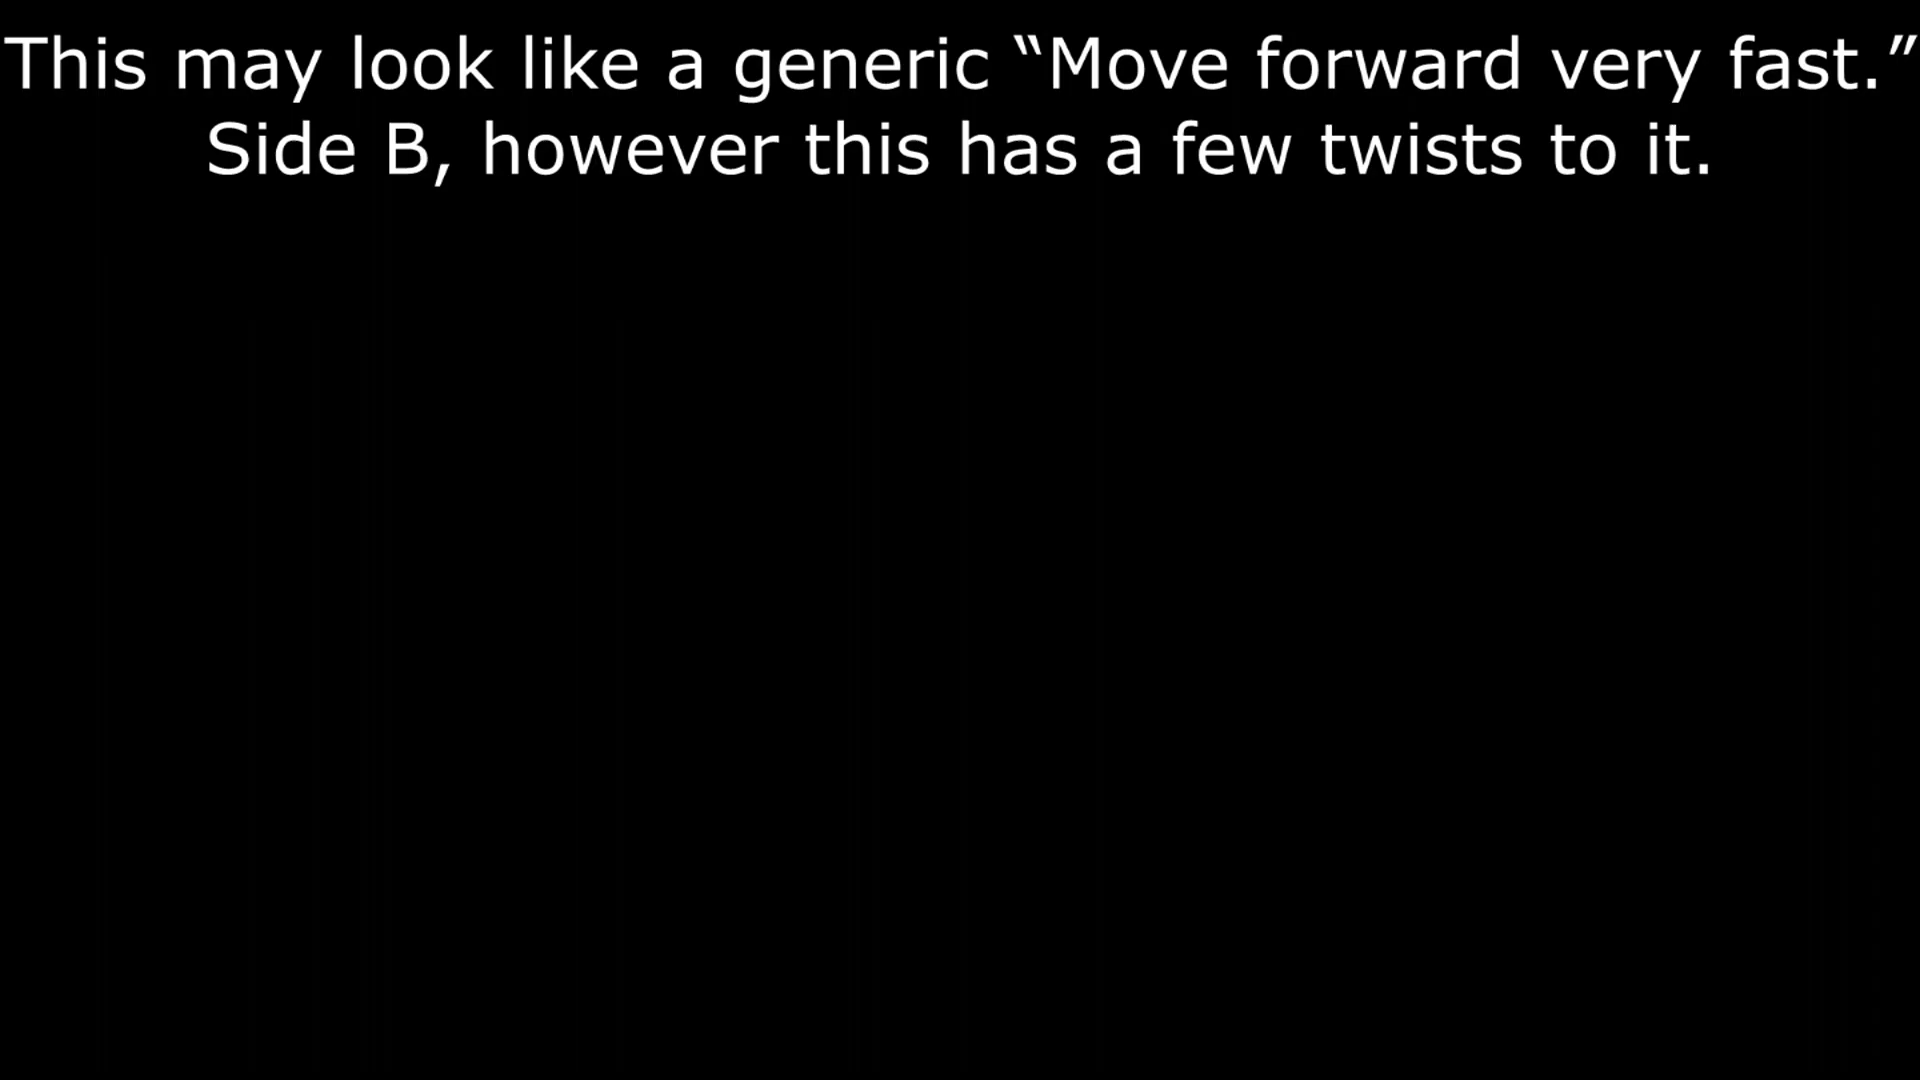 This may look like a generic “Move forward very fast.”
Side B, however this has a few twists to it.